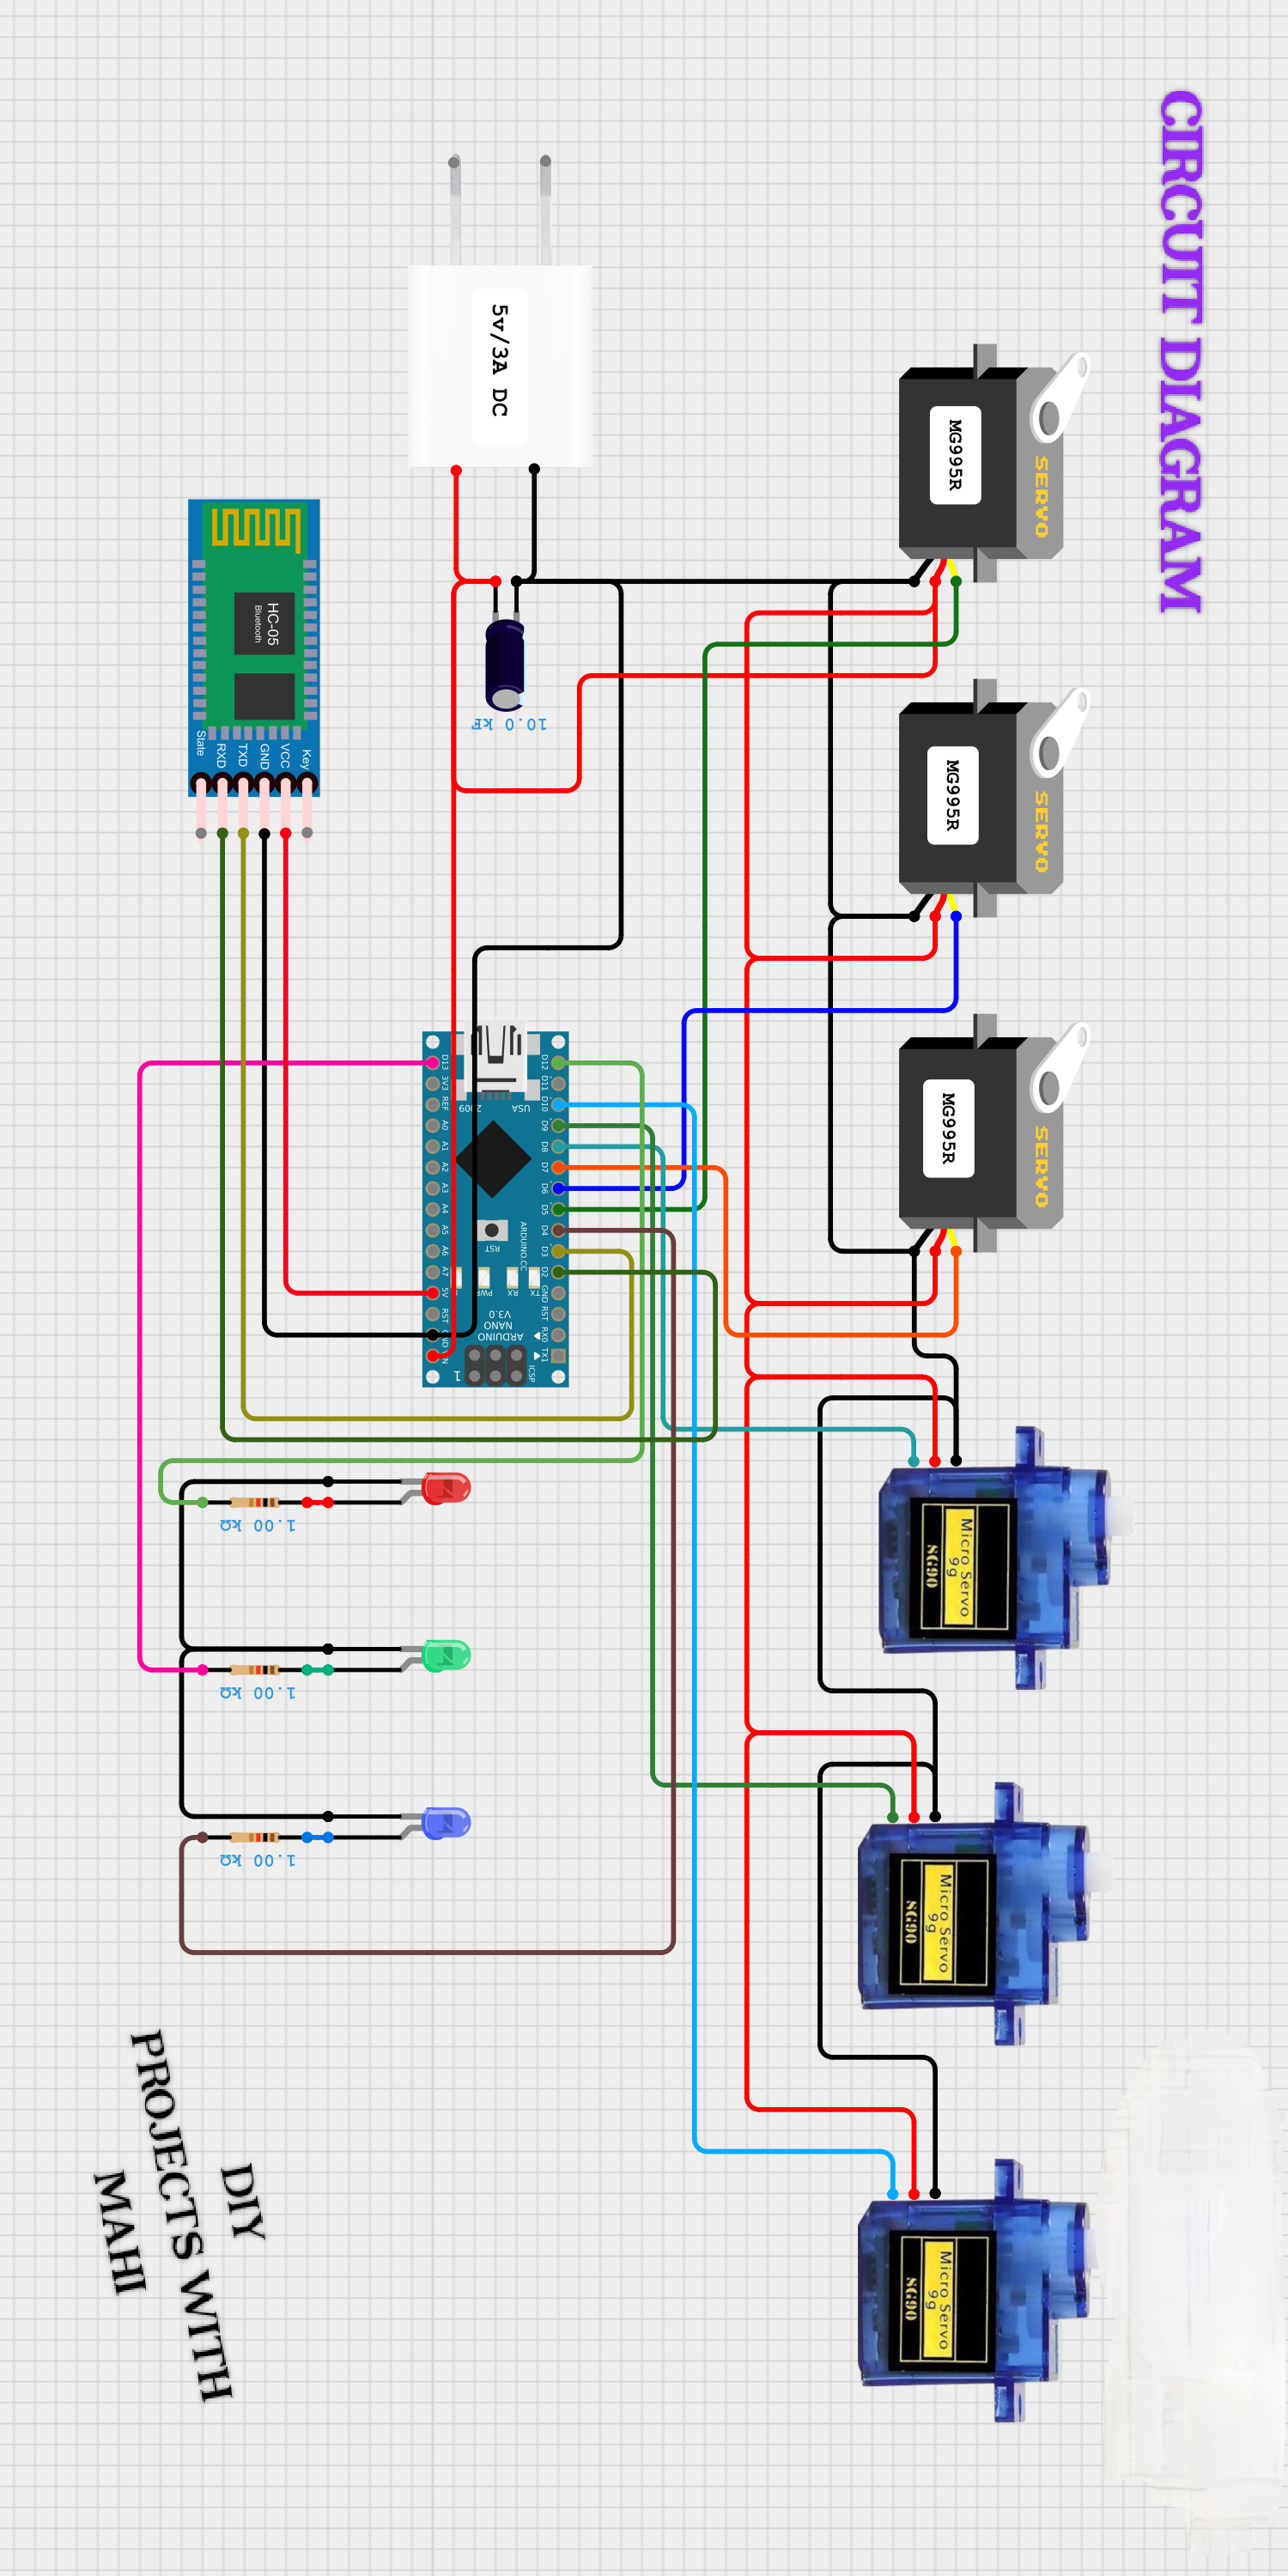 CIRCUIT DIAGRAM
5v/3A DC
MG995R
SERVO
MG995R
SERVO
MG995R
SERVO
HC-05
Bluetooth
State
RXD
TXD
GND
VCC
Key
10.0 kF
D13
3V3
REF
A0
A1
A2
A3
A4
A5
A6
A7
5V
RST
D12
D11
D10
D9
D8
D7
D6
D5
D4
D3
D2
GND
RST
RX0
TX1
USA
RST
ARDUINO.CC
TX
RX
PWR
ARDUINO
NANO
V3.0
ICSP
1
1.00 kΩ
1.00 kΩ
1.00 kΩ
Micro Servo
9g
SG90
Micro Servo
9g
SG90
Micro Servo
9g
SG90
DIY
PROJECTS WITH
MAHI